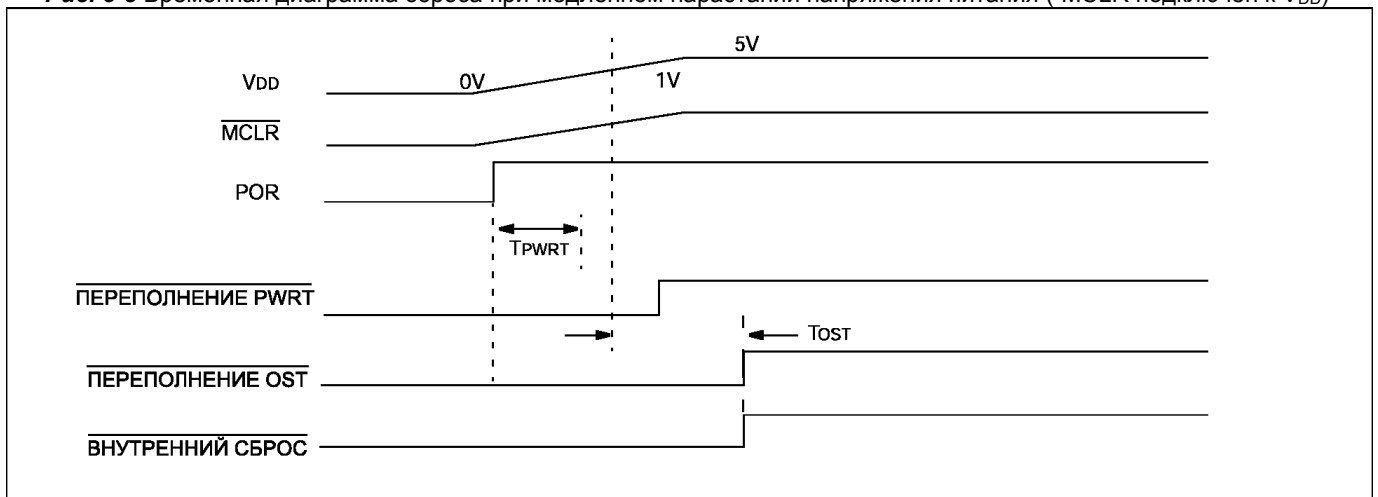 5V
VDD 0V 1V
MCLR
POR
TPWRT
ПЕРЕПОЛНЕНИЕ PWRT
TOST
ПЕРЕПОЛНЕНИЕ OST
ВНУТРЕННИЙ СБРОС